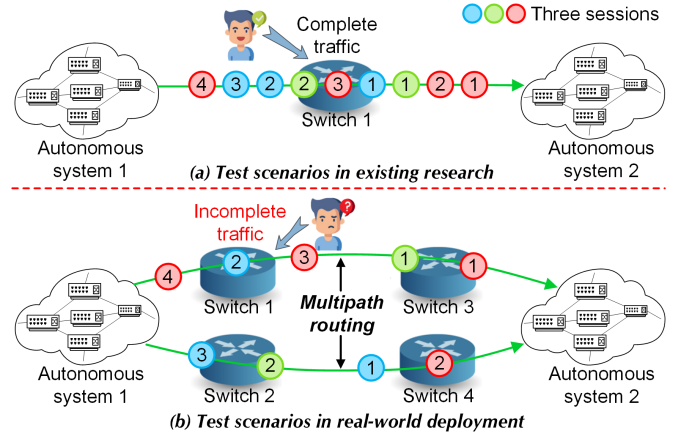 Complete
traffic
Three sessions
4 3 2 2 3 1 1 2 1
Switch 1
Autonomous
system 1
Autonomous
system 2
(a) Test scenarios in existing research
Incomplete
traffic
?
4 2 3 1 1
Switch 1
Switch 3
Multipath
routing
3 2 1 2
Switch 2
Switch 4
Autonomous
system 1
Autonomous
system 2
(b) Test scenarios in real-world deployment